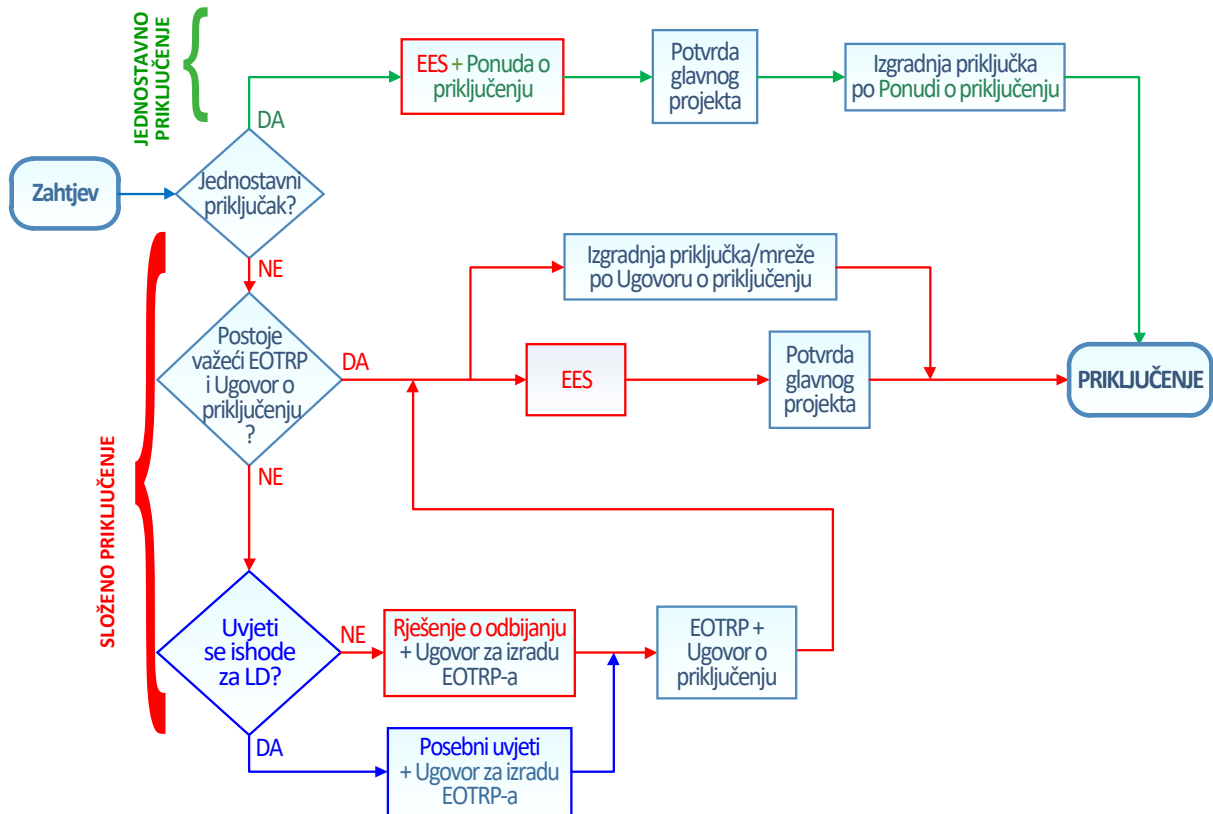 JEDNOSTAVNO
PRIKLJUČENJE
EES + Ponuda o
priključenju
Potvrda
glavnog
projekta
Izgradnja priključka
po Ponudi o priključenju
DA
Zahtjev
Jednostavni
priključak?
NE
SLOŽENO PRIKLJUČENJE
Izgradnja priključka/mreže
po Ugovoru o priključenju
Postoje
važeći EOTRP
i Ugovor o
priključenju
?
DA
EES
Potvrda
glavnog
projekta
PRIKLJUČENJE
NE
Uvjeti
se ishode
za LD?
NE
Rješenje o odbijanju
+ Ugovor za izradu
EOTRP-a
EOTRP +
Ugovor o
priključenju
DA
Posebni uvjeti
+ Ugovor za izradu
EOTRP-a